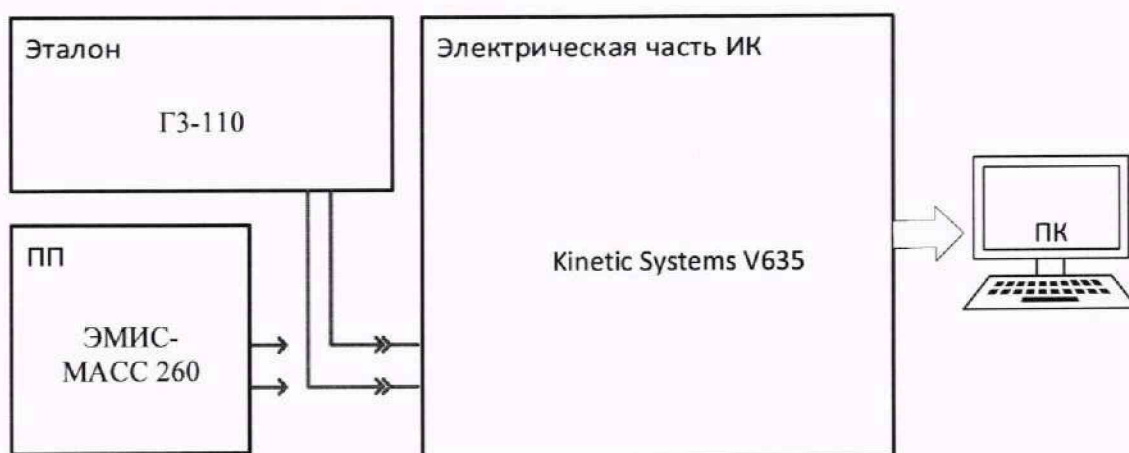 Эталон
Г3-110
Электрическая часть ИК
ПП
ЭМИС-
МАСС 260
Kinetic Systems V635
ПК